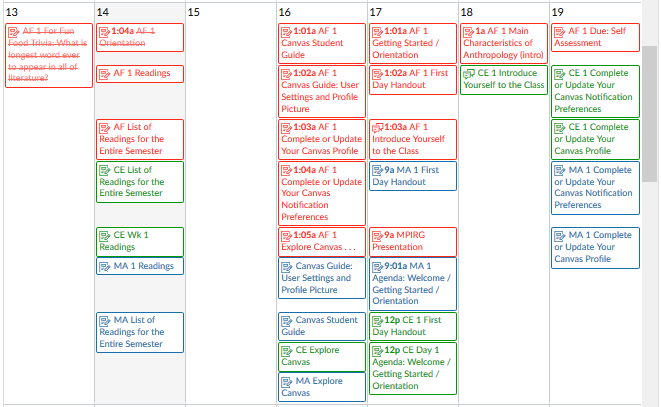 13
AF 1 For Fun
Food Trivia: What is
longest word ever
to appear in all of
literature?
14
1:04a AF 1
Orientation
AF 1 Readings
AF List of
Readings for the
Entire Semester
CE List of
Readings for the
Entire Semester
CE Wk 1
Readings
MA 1 Readings
MA List of
Readings for the
Entire Semester
15
16
1:01a AF 1
Canvas Student
Guide
1:02a AF 1
Canvas Guide: User
Settings and Profile
Picture
1:03a AF 1
Complete or Update
Your Canvas Profile
1:04a AF 1
Complete or Update
Your Canvas
Notification
Preferences
1:05a AF 1
Explore Canvas . . .
Canvas Guide:
User Settings and
Profile Picture
Canvas Student
Guide
CE Explore
Canvas
MA Explore
Canvas
17
1:01a AF 1
Getting Started /
Orientation
1:02a AF 1 First
Day Handout
1:03a AF 1
Introduce Yourself
to the Class
9a MA 1 First
Day Handout
9a MPIRG
Presentation
9:01a MA 1
Agenda: Welcome /
Getting Started /
Orientation
12p CE 1 First
Day Handout
12p CE Day 1
Agenda: Welcome /
Getting Started /
Orientation
18
1a AF 1 Main
Characteristics of
Anthropology (intro)
CE 1 Introduce
Yourself to the Class
19
AF 1 Due: Self
Assessment
CE 1 Complete
or Update Your
Canvas Notification
Preferences
CE 1 Complete
or Update Your
Canvas Profile
MA 1 Complete
or Update Your
Canvas Notification
Preferences
MA 1 Complete
or Update Your
Canvas Profile